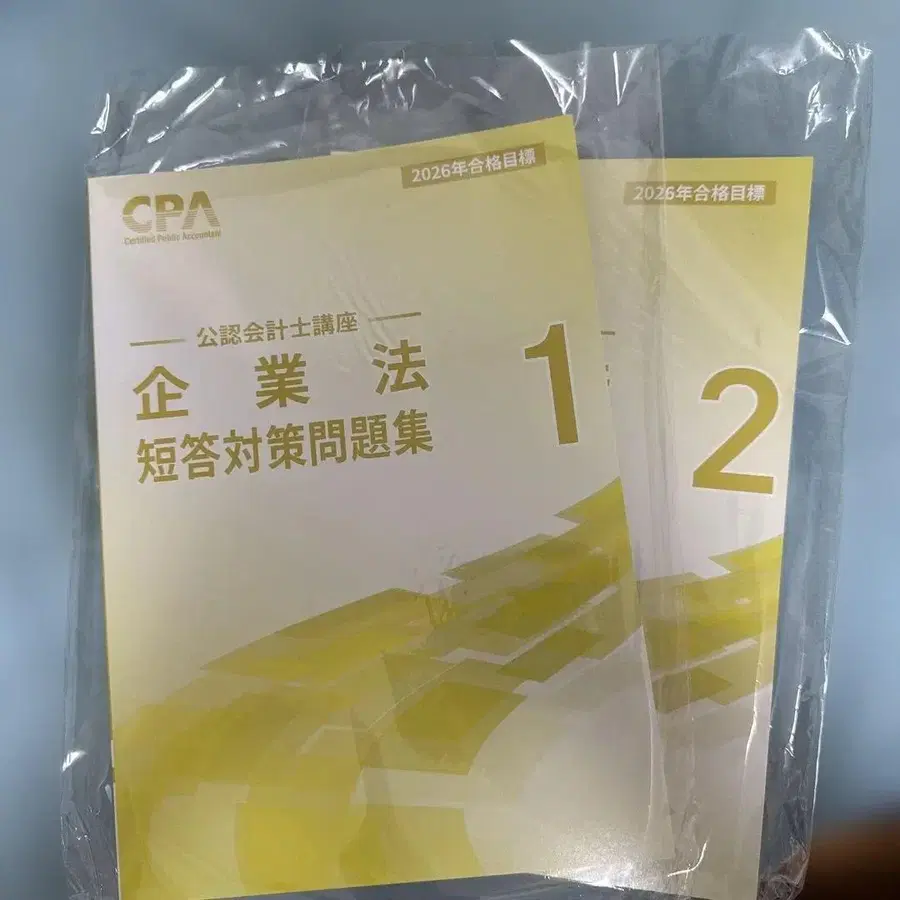 2026年合格目標
CPA
Certified Public Accountant
公認会計士講座
企業法
短答対策問題集
1
2026年合格目標
2